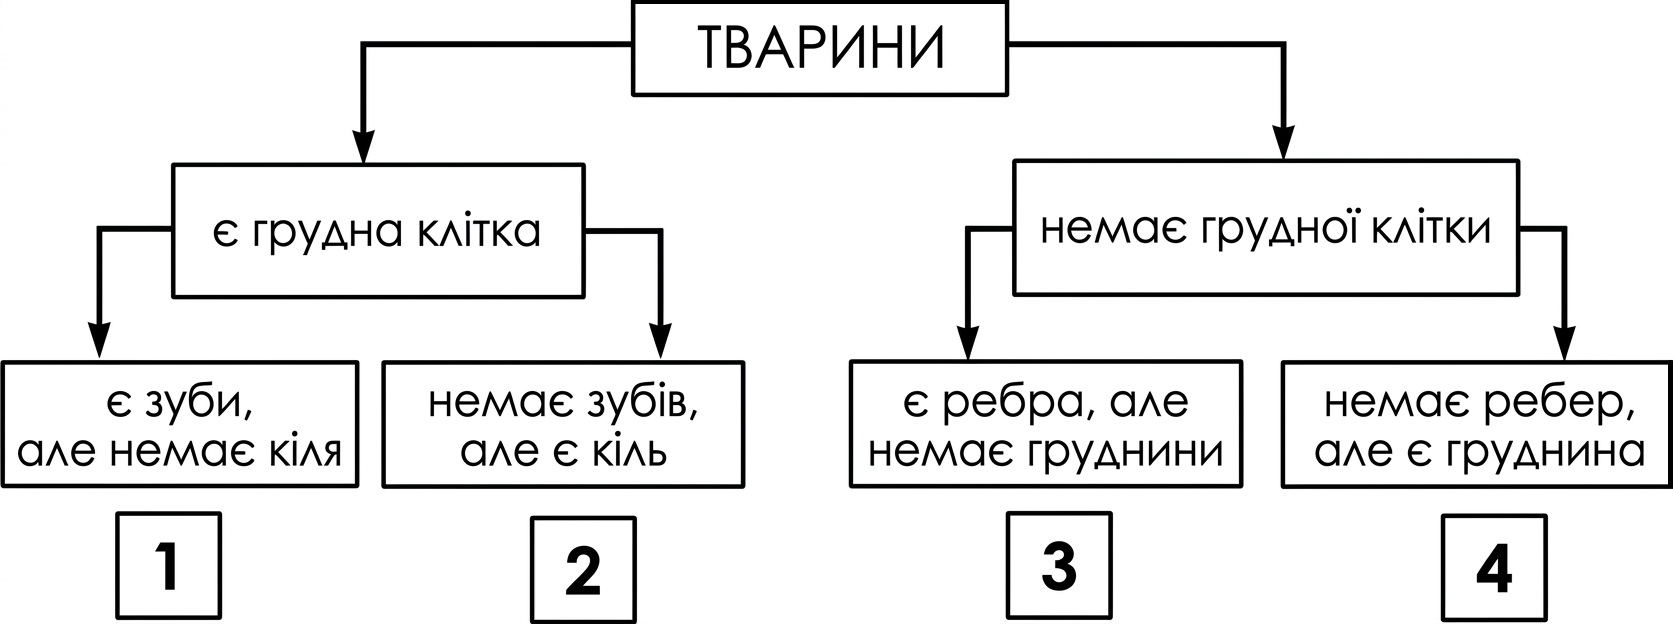 ТВАРИНИ
є грудна клітка
немає грудної клітки
є зуби,
але немає кіля
немає зубів,
але є кіль
є ребра, але
немає груднини
немає ребер,
але є груднина
1
2
3
4